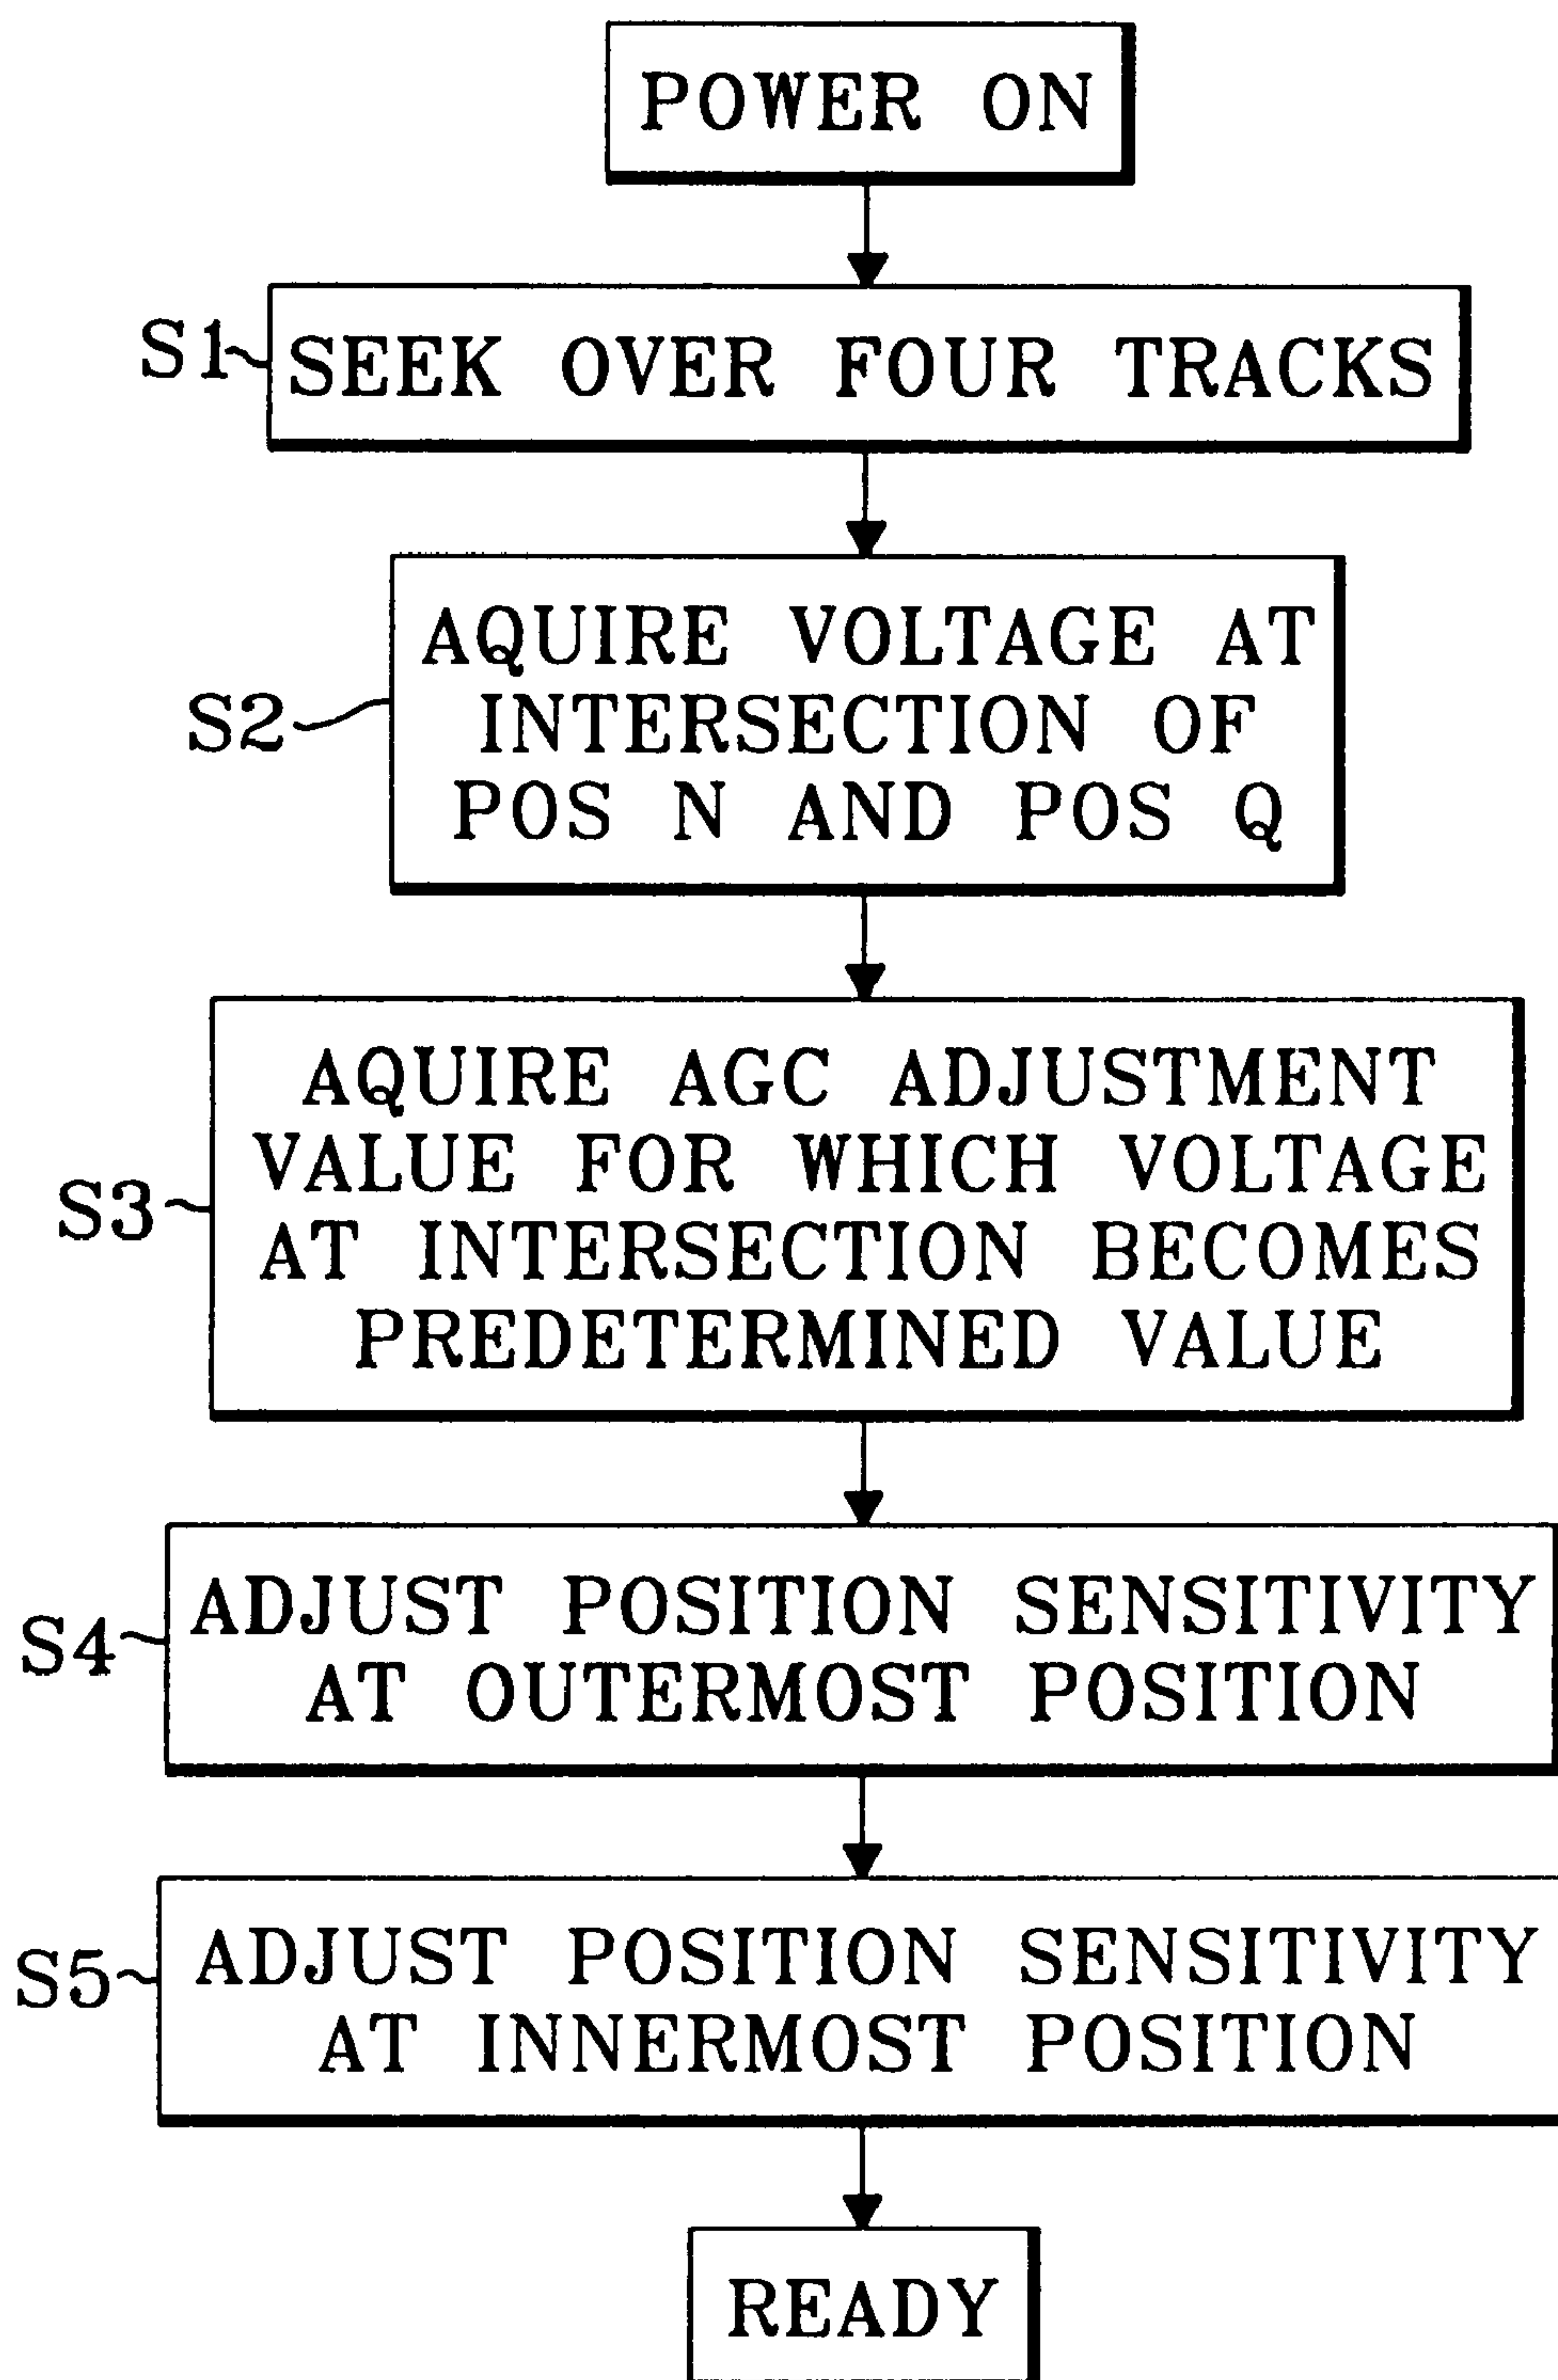 POWER ON
S1
SEEK OVER FOUR TRACKS
S2
AQUIRE VOLTAGE AT
INTERSECTION OF
POS N AND POS Q
S3
AQUIRE AGC ADJUSTMENT
VALUE FOR WHICH VOLTAGE
AT INTERSECTION BECOMES
PREDETERMINED VALUE
S4
ADJUST POSITION SENSITIVITY
AT OUTERMOST POSITION
S5
ADJUST POSITION SENSITIVITY
AT INNERMOST POSITION
READY